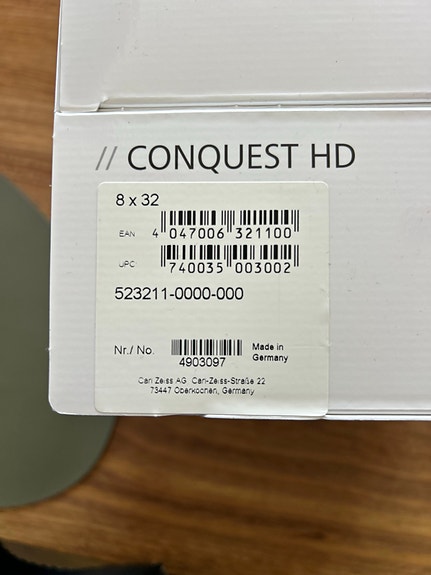 // CONQUEST HD
8 x 32
EAN 4 047006 321100
UPC 740035 003002
523211-0000-000
Nr./ No. 4903097 Made in Germany
Carl Zeiss AG Carl-Zeiss-Straße 22
73447 Oberkochen, Germany